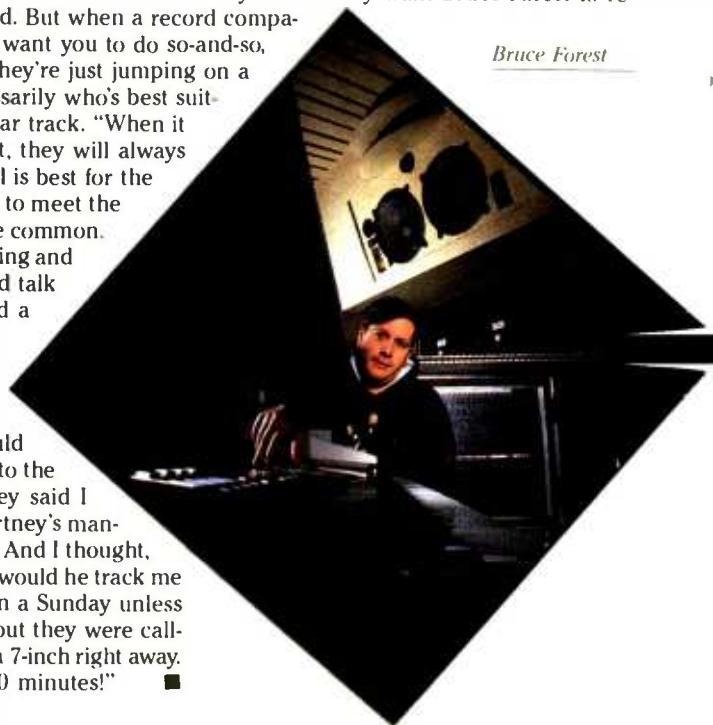 d. But when a record compa-
want you to do so-and-so,
hey're just jumping on a
sarily who's best suit-
ar track. "When it
t, they will always
l is best for the
to meet the
e common.
ing and
d talk
d a
uld
to the
ey said I
rtney's man-
And I thought,
would he track me
n a Sunday unless
out they were call-
a 7-inch right away.
0 minutes!" ■
Bruce Forest